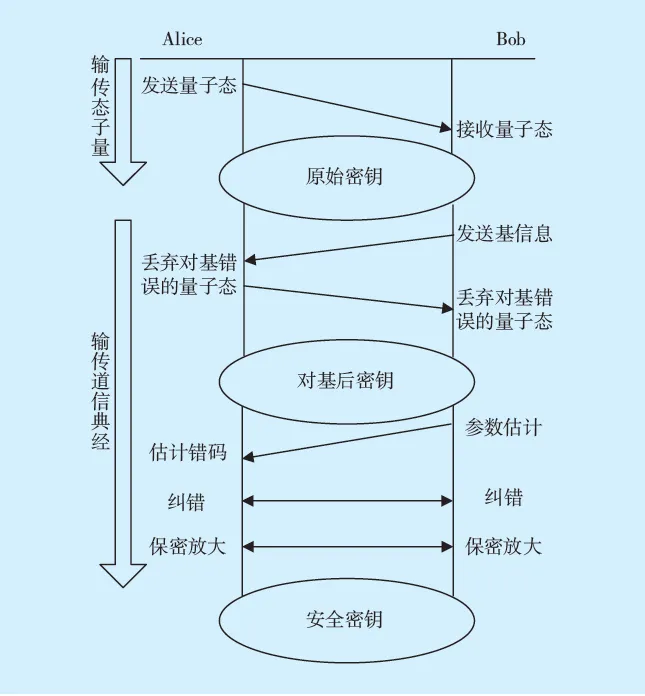 Alice
Bob
输传态子量
发送量子态
接收量子态
原始密钥
发送基信息
丢弃对基错
误的量子态
丢弃对基错
误的量子态
输传道信典经
对基后密钥
参数估计
估计错码
纠错
纠错
保密放大
保密放大
安全密钥